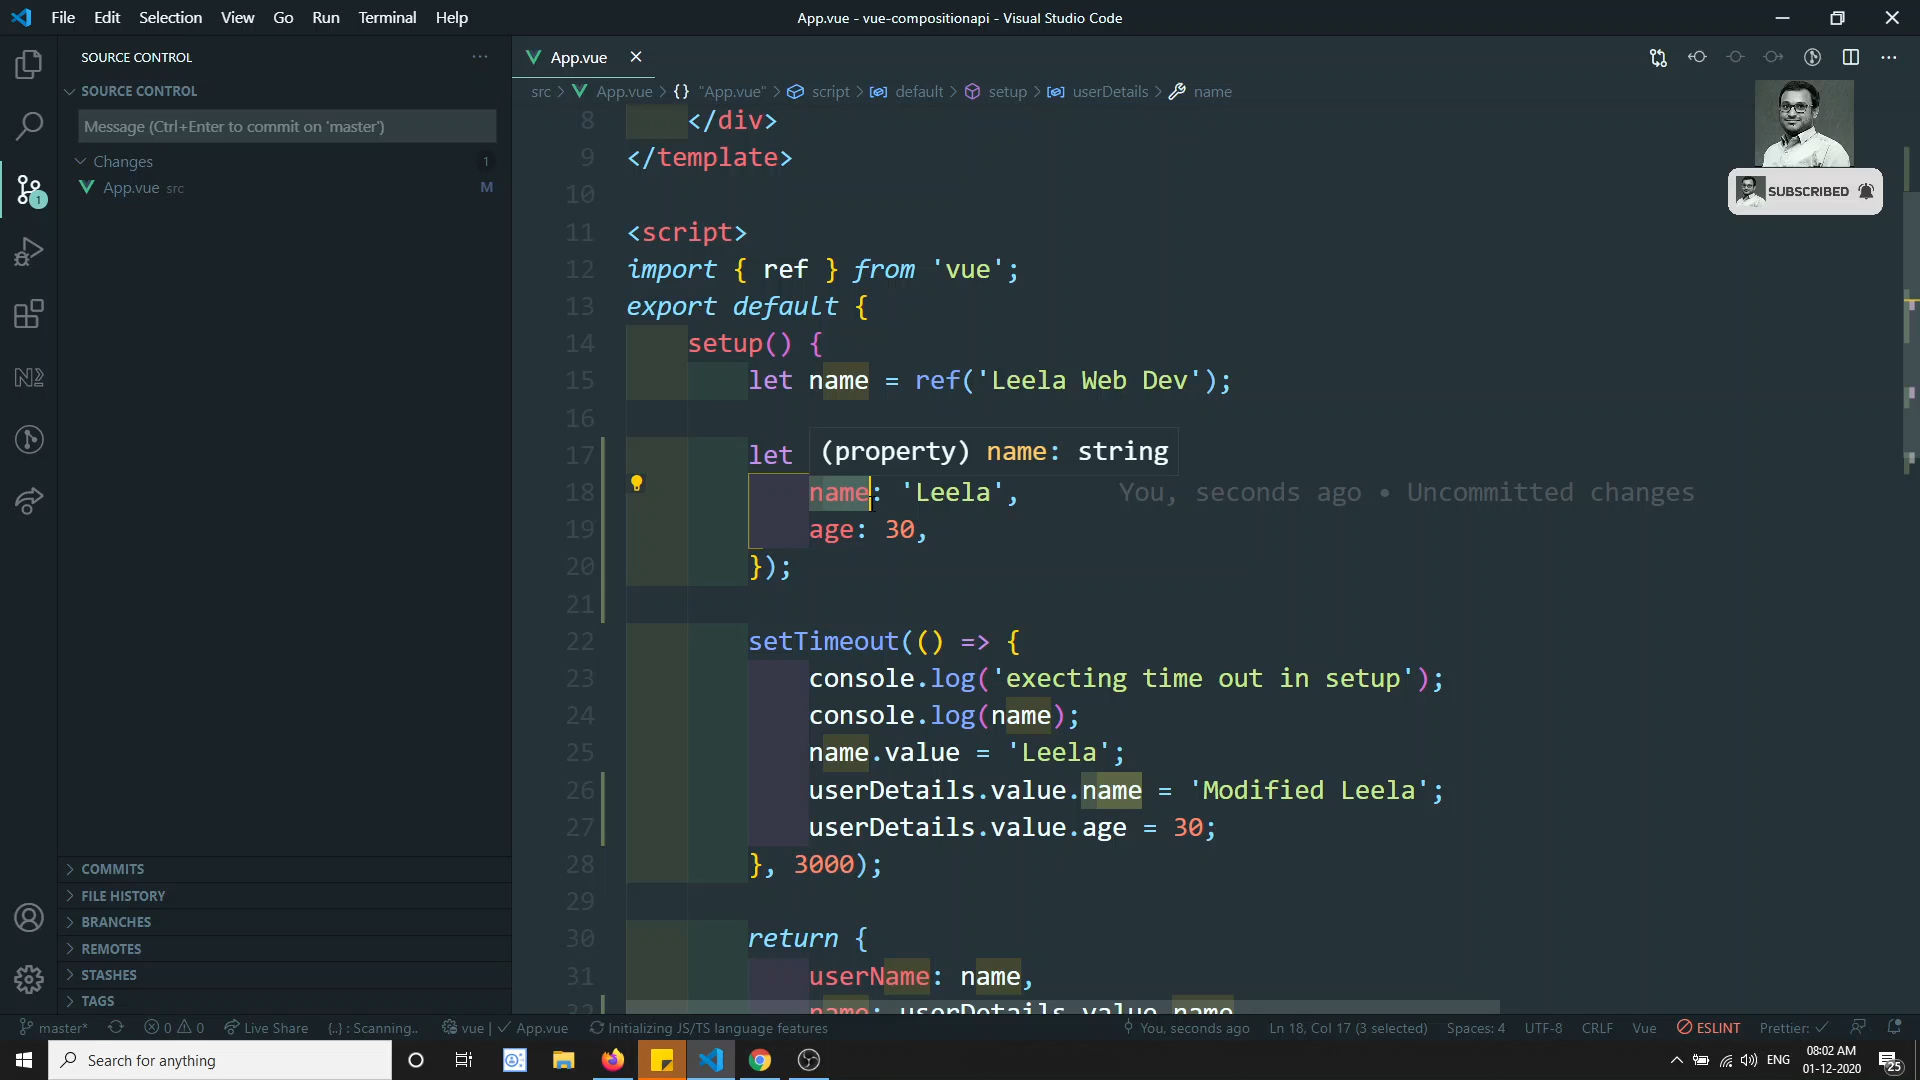 File Edit Selection View Go Run Terminal Help
App.vue - vue-compositionapi - Visual Studio Code
SOURCE CONTROL
SOURCE CONTROL
Message (Ctrl+Enter to commit on 'master')
Changes 1
App.vue src M
1
COMMITS
FILE HISTORY
BRANCHES
REMOTES
STASHES
TAGS
App.vue
src > App.vue > {} "App.vue" > script > default > setup > userDetails > name
SUBSCRIBED
8 </div>
9 </template>
10
11 <script>
12 import { ref } from 'vue';
13 export default {
14 setup() {
15 let name = ref('Leela Web Dev');
16
17 let
(property) name: string
18 name: 'Leela', You, seconds ago • Uncommitted changes
19 age: 30,
20 });
21
22 setTimeout(() => {
23 console.log('execting time out in setup');
24 console.log(name);
25 name.value = 'Leela';
26 userDetails.value.name = 'Modified Leela';
27 userDetails.value.age = 30;
28 }, 3000);
29
30 return {
31 userName: name,
32 name: userDetails.value.name
master* 0 0 Live Share {..} : Scanning.. vue | App.vue Initializing JS/TS language features You, seconds ago Ln 18, Col 17 (3 selected) Spaces: 4 UTF-8 CRLF Vue ESLINT Prettier:
Search for anything
ENG
08:02 AM
01-12-2020
25